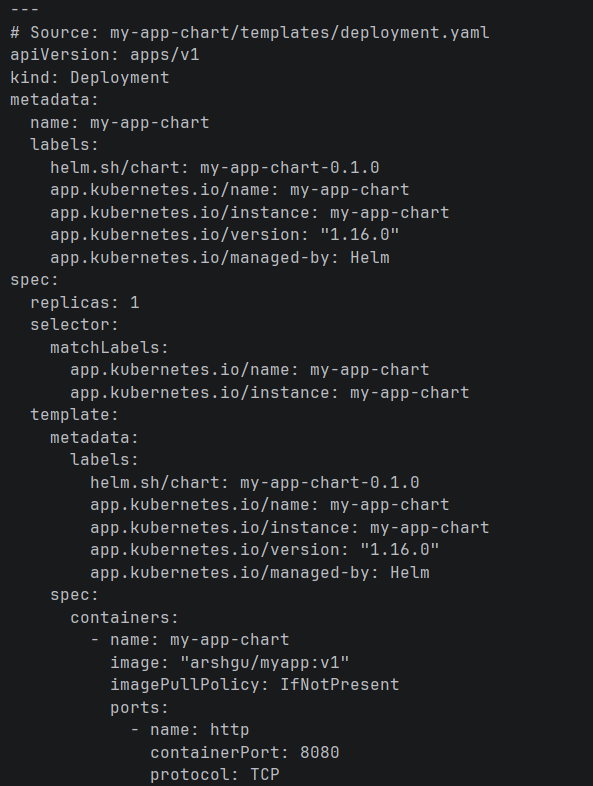 ---
# Source: my-app-chart/templates/deployment.yaml
apiVersion: apps/v1
kind: Deployment
metadata:
  name: my-app-chart
  labels:
    helm.sh/chart: my-app-chart-0.1.0
    app.kubernetes.io/name: my-app-chart
    app.kubernetes.io/instance: my-app-chart
    app.kubernetes.io/version: "1.16.0"
    app.kubernetes.io/managed-by: Helm
spec:
  replicas: 1
  selector:
    matchLabels:
      app.kubernetes.io/name: my-app-chart
      app.kubernetes.io/instance: my-app-chart
  template:
    metadata:
      labels:
        helm.sh/chart: my-app-chart-0.1.0
        app.kubernetes.io/name: my-app-chart
        app.kubernetes.io/instance: my-app-chart
        app.kubernetes.io/version: "1.16.0"
        app.kubernetes.io/managed-by: Helm
    spec:
      containers:
        - name: my-app-chart
          image: "arshgu/myapp:v1"
          imagePullPolicy: IfNotPresent
          ports:
            - name: http
              containerPort: 8080
              protocol: TCP